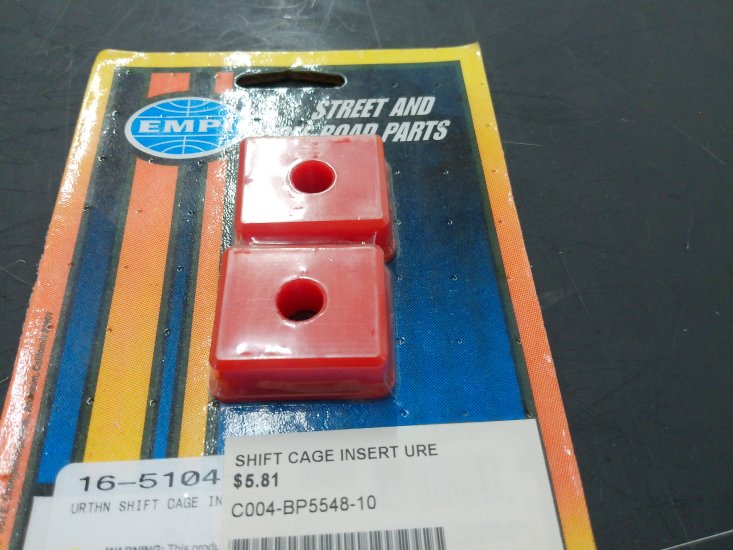 STREET AND
EMPI
ROAD PARTS
SHIFT CAGE INSERT URE
$5.81
C004-BP5548-10
16-5104
URTHN SHIFT CAGE IN
WARNING: This produ